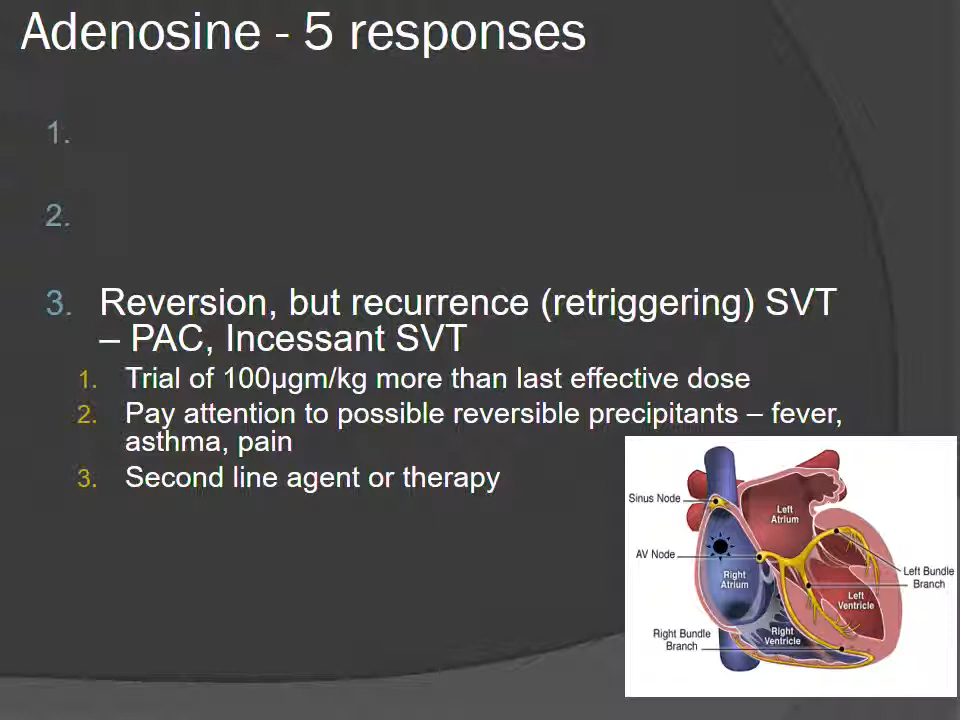 Adenosine - 5 responses
1.
2.
3. Reversion, but recurrence (retriggering) SVT
– PAC, Incessant SVT
1. Trial of 100µgm/kg more than last effective dose
2. Pay attention to possible reversible precipitants – fever,
asthma, pain
3. Second line agent or therapy
Sinus Node
Left
Atrium
AV Node
Right
Atrium
Left Bundle
Branch
Left
Ventricle
Right Bundle
Branch
Right
Ventricle